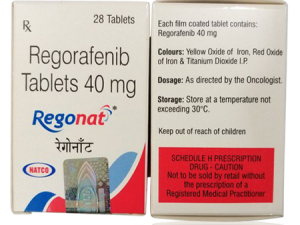 Rx
28 Tablets
Regorafenib
Tablets 40 mg
Regonat*
रेगोनॉट
NATCO
Each film coated tablet contains:
Regorafenib 40 mg
Colours: Yellow Oxide of Iron, Red Oxide
of Iron & Titanium Dioxide I.P.
Dosage: As directed by the Oncologist.
Storage: Store at a temperature not
exceeding 30°C.
Keep out of reach of children
SCHEDULE H PRESCRIPTION
DRUG - CAUTION
Not to be sold by retail without
the prescription of a
Registered Medical Practitioner